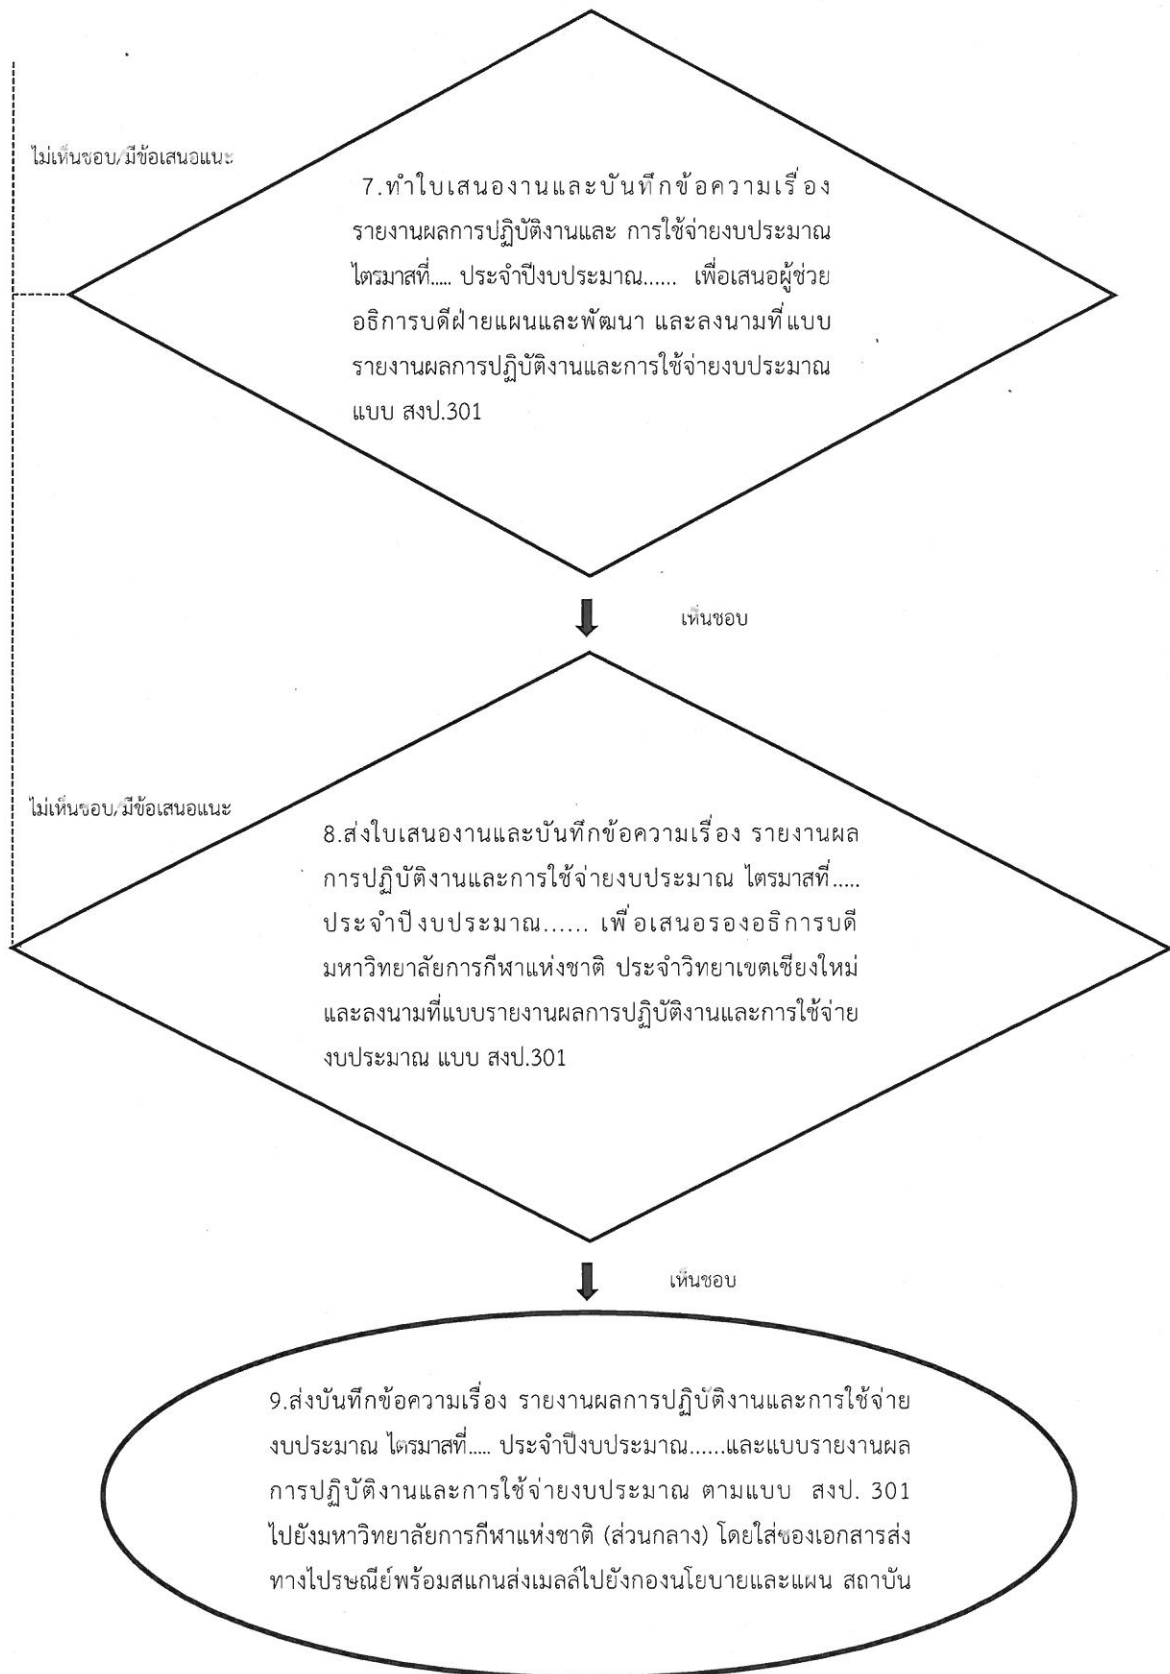 ไม่เห็นชอบ/มีข้อเสนอแนะ
7.ทำใบเสนองานและบันทึกข้อความเรื่อง
รายงานผลการปฏิบัติงานและ การใช้จ่ายงบประมาณ
ไตรมาสที่..... ประจำปีงบประมาณ...... เพื่อเสนอผู้ช่วย
อธิการบดีฝ่ายแผนและพัฒนา และลงนามที่แบบ
รายงานผลการปฏิบัติงานและการใช้จ่ายงบประมาณ
แบบ สงป.301
เห็นชอบ
ไม่เห็นชอบ/มีข้อเสนอแนะ
8.ส่งใบเสนองานและบันทึกข้อความเรื่อง รายงานผล
การปฏิบัติงานและการใช้จ่ายงบประมาณ ไตรมาสที่.....
ประจำปีงบประมาณ...... เพื่อเสนอรองอธิการบดี
มหาวิทยาลัยการกีฬาแห่งชาติ ประจำวิทยาเขตเชียงใหม่
และลงนามที่แบบรายงานผลการปฏิบัติงานและการใช้จ่าย
งบประมาณ แบบ สงป.301
เห็นชอบ
9.ส่งบันทึกข้อความเรื่อง รายงานผลการปฏิบัติงานและการใช้จ่าย
งบประมาณ ไตรมาสที่..... ประจำปีงบประมาณ......และแบบรายงานผล
การปฏิบัติงานและการใช้จ่ายงบประมาณ ตามแบบ สงป. 301
ไปยังมหาวิทยาลัยการกีฬาแห่งชาติ (ส่วนกลาง) โดยใส่ซองเอกสารส่ง
ทางไปรษณีย์พร้อมสแกนส่งเมลล์ไปยังกองนโยบายและแผน สถาบัน